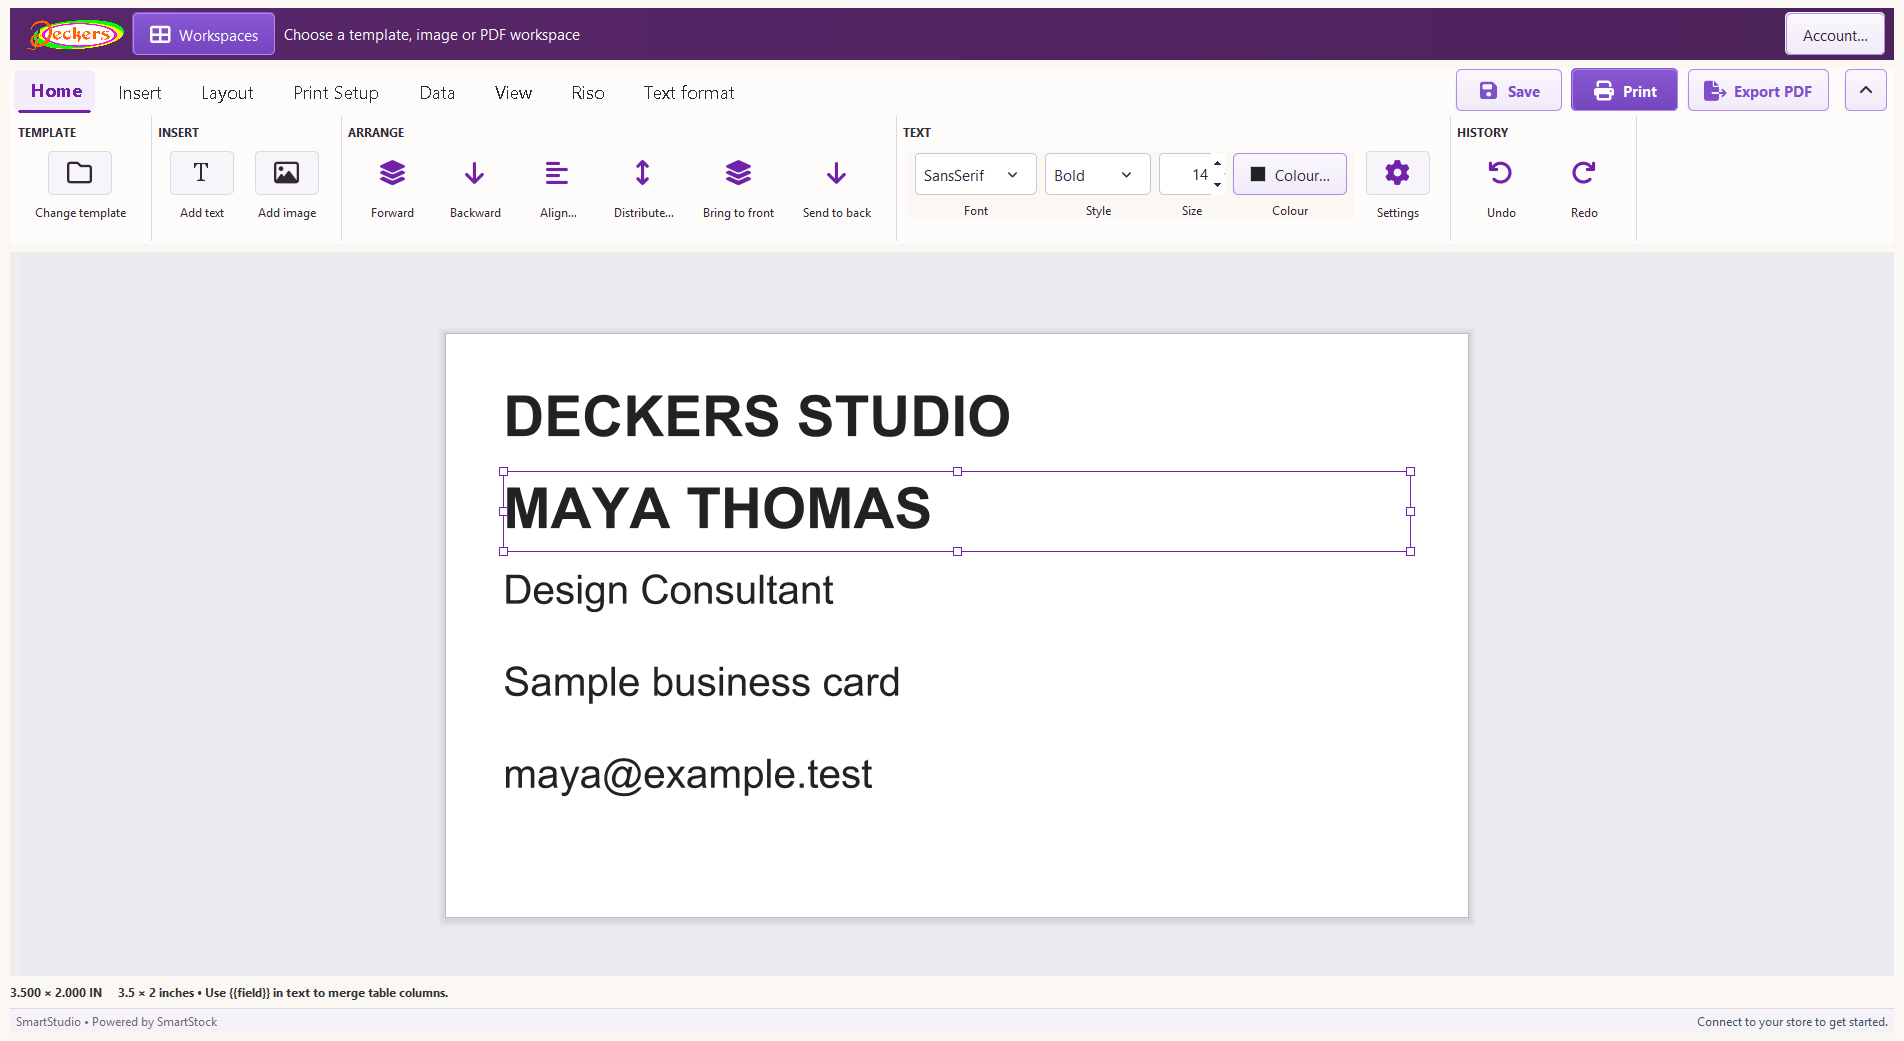 Deckers
Workspaces
Choose a template, image or PDF workspace
Account...
Home
Insert
Layout
Print Setup
Data
View
Riso
Text format
Save
Print
Export PDF
TEMPLATE
Change template
INSERT
T
Add text
Add image
ARRANGE
Forward
Backward
Align...
Distribute...
Bring to front
Send to back
TEXT
SansSerif
Font
Bold
Style
14
Size
Colour...
Colour
Settings
HISTORY
Undo
Redo
DECKERS STUDIO
MAYA THOMAS
Design Consultant
Sample business card
maya@example.test
3.500 × 2.000 IN
3.5 × 2 inches • Use {{field}} in text to merge table columns.
SmartStudio • Powered by SmartStock
Connect to your store to get started.